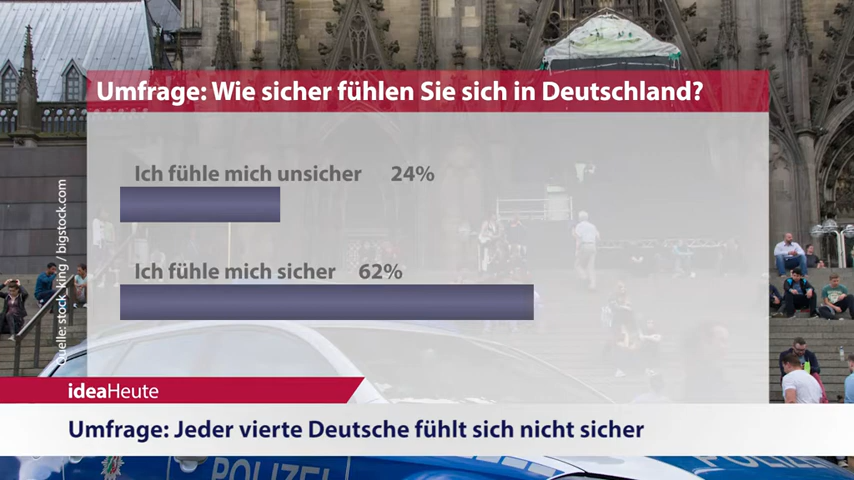 Umfrage: Wie sicher fühlen Sie sich in Deutschland?
Ich fühle mich unsicher 24%
Ich fühle mich sicher 62%
Quelle: stock_king / bigstock.com
ideaHeute
Umfrage: Jeder vierte Deutsche fühlt sich nicht sicher
POLIZEI
POLIZEI